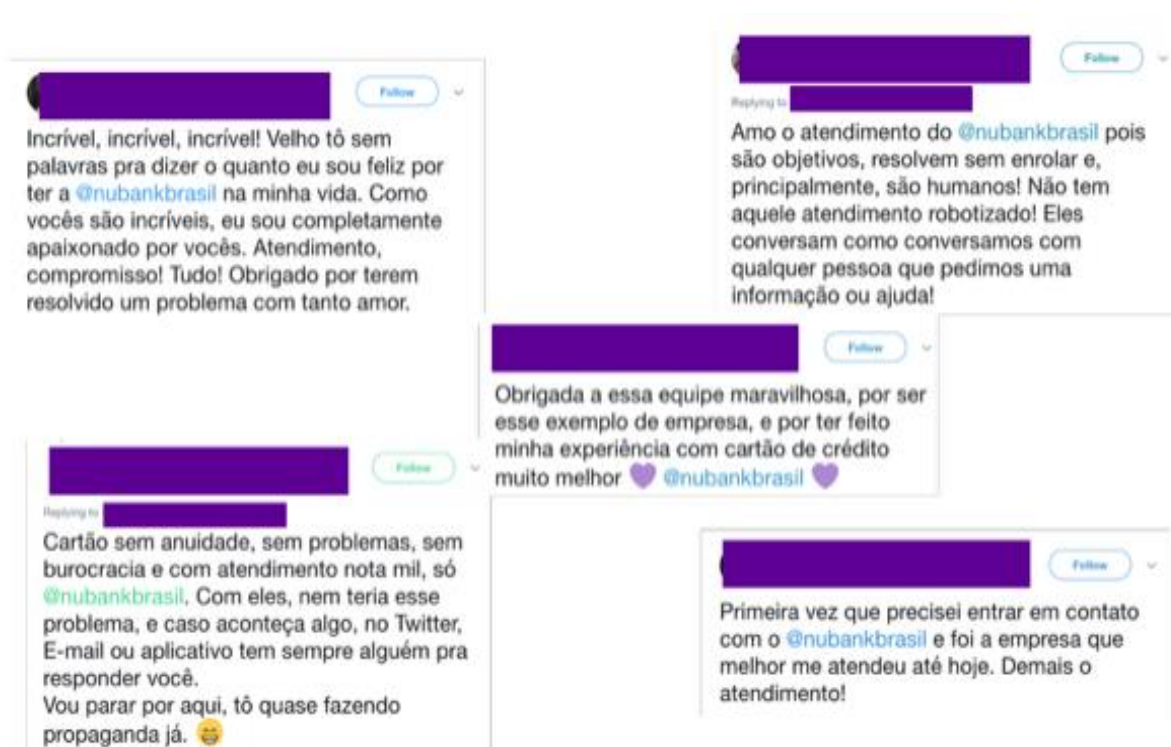 Follow
Incrível, incrível, incrível! Velho tô sem
palavras pra dizer o quanto eu sou feliz por
ter a @nubankbrasil na minha vida. Como
vocês são incríveis, eu sou completamente
apaixonado por vocês. Atendimento,
compromisso! Tudo! Obrigado por terem
resolvido um problema com tanto amor.
Follow
Replying to
Amo o atendimento do @nubankbrasil pois
são objetivos, resolvem sem enrolar e,
principalmente, são humanos! Não tem
aquele atendimento robotizado! Eles
conversam como conversamos com
qualquer pessoa que pedimos uma
informação ou ajuda!
Follow
Obrigada a essa equipe maravilhosa, por ser
esse exemplo de empresa, e por ter feito
minha experiência com cartão de crédito
muito melhor 💜 @nubankbrasil 💜
Follow
Replying to
Cartão sem anuidade, sem problemas, sem
burocracia e com atendimento nota mil, só
@nubankbrasil. Com eles, nem teria esse
problema, e caso aconteça algo, no Twitter,
E-mail ou aplicativo tem sempre alguém pra
responder você.
Vou parar por aqui, tô quase fazendo
propaganda já. 😁
Follow
Primeira vez que precisei entrar em contato
com o @nubankbrasil e foi a empresa que
melhor me atendeu até hoje. Demais o
atendimento!